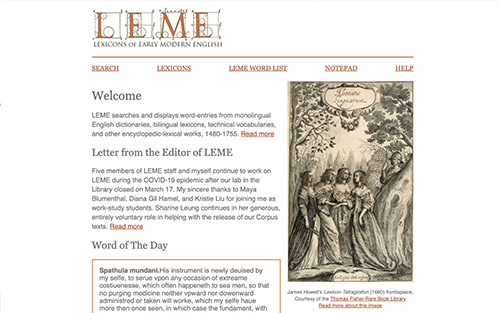 LEME
LEXICONS OF EARLY MODERN ENGLISH
SEARCH LEXICONS LEME WORD LIST NOTEPAD HELP
Welcome
LEME searches and displays word-entries from monolingual
English dictionaries, bilingual lexicons, technical vocabularies,
and other encyclopedic-lexical works, 1480-1755. Read more
Letter from the Editor of LEME
Five members of LEME staff and myself continue to work on
LEME during the COVID-19 epidemic after our lab in the
Library closed on March 17. My sincere thanks to Maya
Blumenthal, Diana Gil Hamel, and Kristie Liu for joining me as
work-study students. Sharine Leung continues in her generous,
entirely voluntary role in helping with the release of our Corpus
texts. Read more
Word of The Day
Spathula mundani.His instrument is newly deuised by
my selfe, to serue upon any occasion of extreame
costiuenesse, which often happeneth to sea men, so that
no purging medicine neither vpward nor downeward
administred or taken will worke, which my selfe haue
more then once seen, in which case the fundament, with
James Howell's Lexicon Tetraglotton (1660) frontispiece,
Courtesy of the Thomas Fisher Rare Book Library
Read more about this image